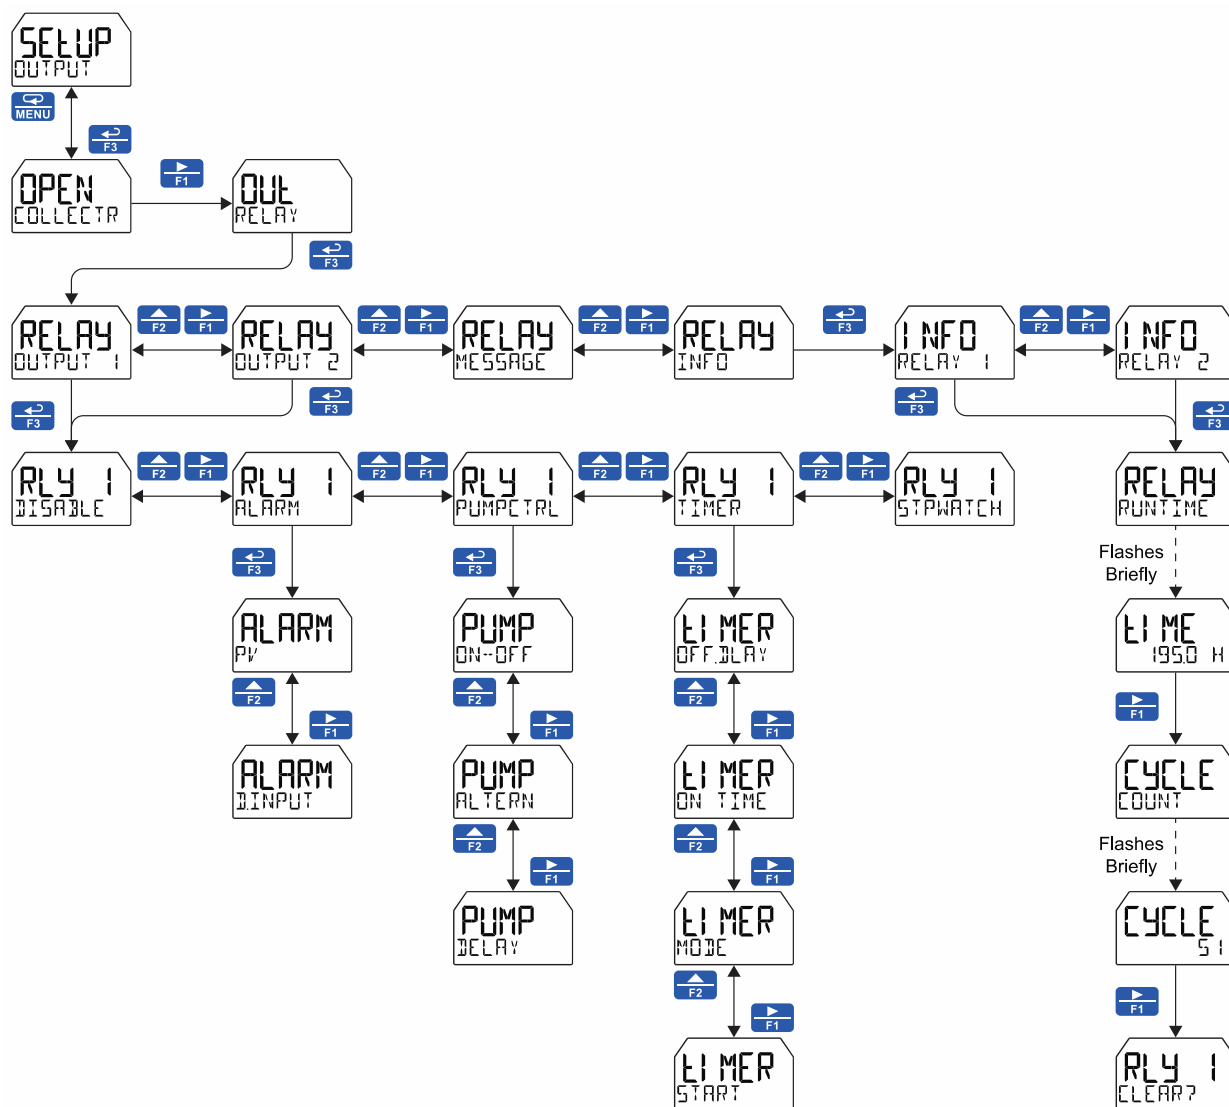 SEtUP
OUTPUT
MENU
F3
OPEN
COLLECTR
F1
OUt
RELAY
F3
RELAY
OUTPUT 1
F2 F1
RELAY
OUTPUT 2
F2 F1
RELAY
MESSAGE
F2 F1
RELAY
INFO
F3
INFO
RELAY 1
F2 F1
INFO
RELAY 2
F3
F3
F3
F3
RLY 1
DISABLE
F2 F1
RLY 1
ALARM
F2 F1
RLY 1
PUMPCTRL
F2 F1
RLY 1
TIMER
F2 F1
RLY 1
STPWATCH
RELAY
RUNTIME
F3
F3
F3
Flashes
Briefly
ALARM
PV
PUMP
ON--OFF
tIMER
OFF.DLAY
tIME
195.0 H
F2
F1
F2
F1
F2
F1
F1
ALARM
D.INPUT
PUMP
ALTERN
tIMER
ON TIME
CYCLE
COUNT
F2
F1
F2
F1
Flashes
Briefly
PUMP
DELAY
tIMER
MODE
CYCLE
51
F2
F1
F1
tIMER
START
RLY 1
CLEAR?